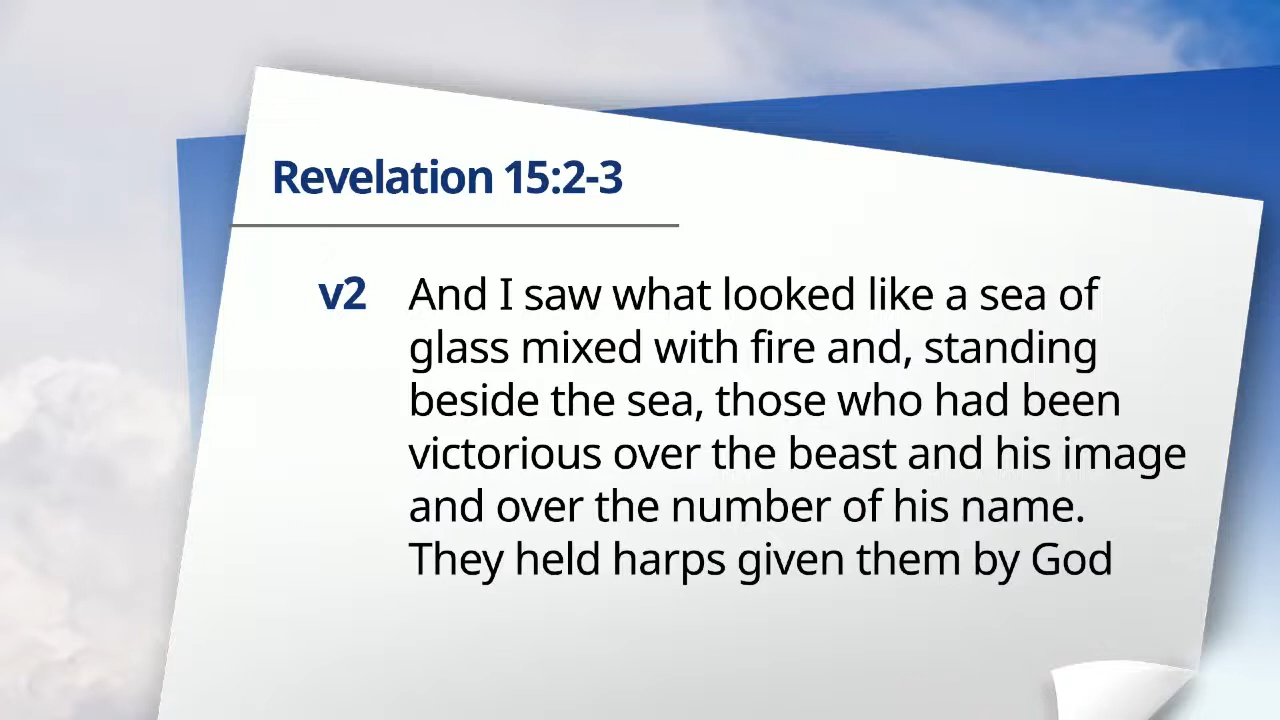 Revelation 15:2-3
v2 And I saw what looked like a sea of
glass mixed with fire and, standing
beside the sea, those who had been
victorious over the beast and his image
and over the number of his name.
They held harps given them by God